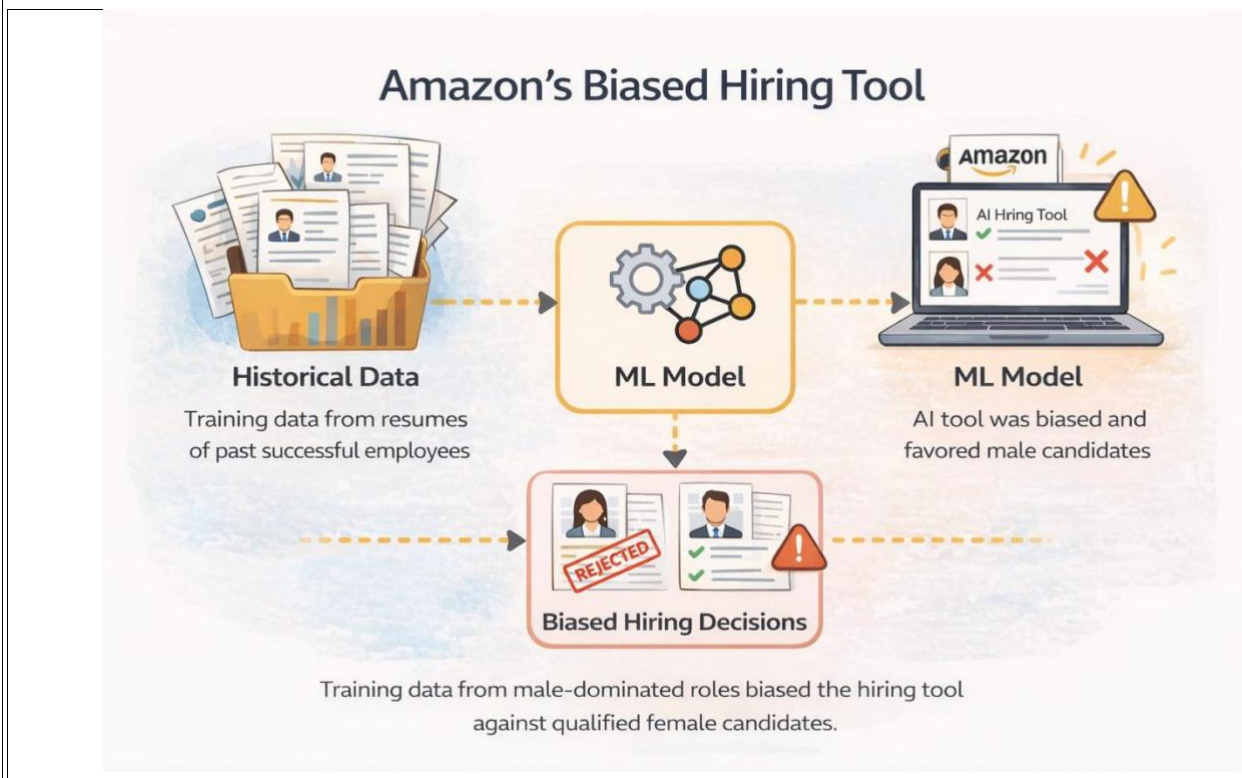 Amazon's Biased Hiring Tool
Amazon
AI Hring Tool
Historical Data
Training data from resumes
of past successful employees
ML Model
ML Model
AI tool was biased and
favored male candidates
REJECTED
Biased Hiring Decisions
Training data from male-dominated roles biased the hiring tool
against qualified female candidates.